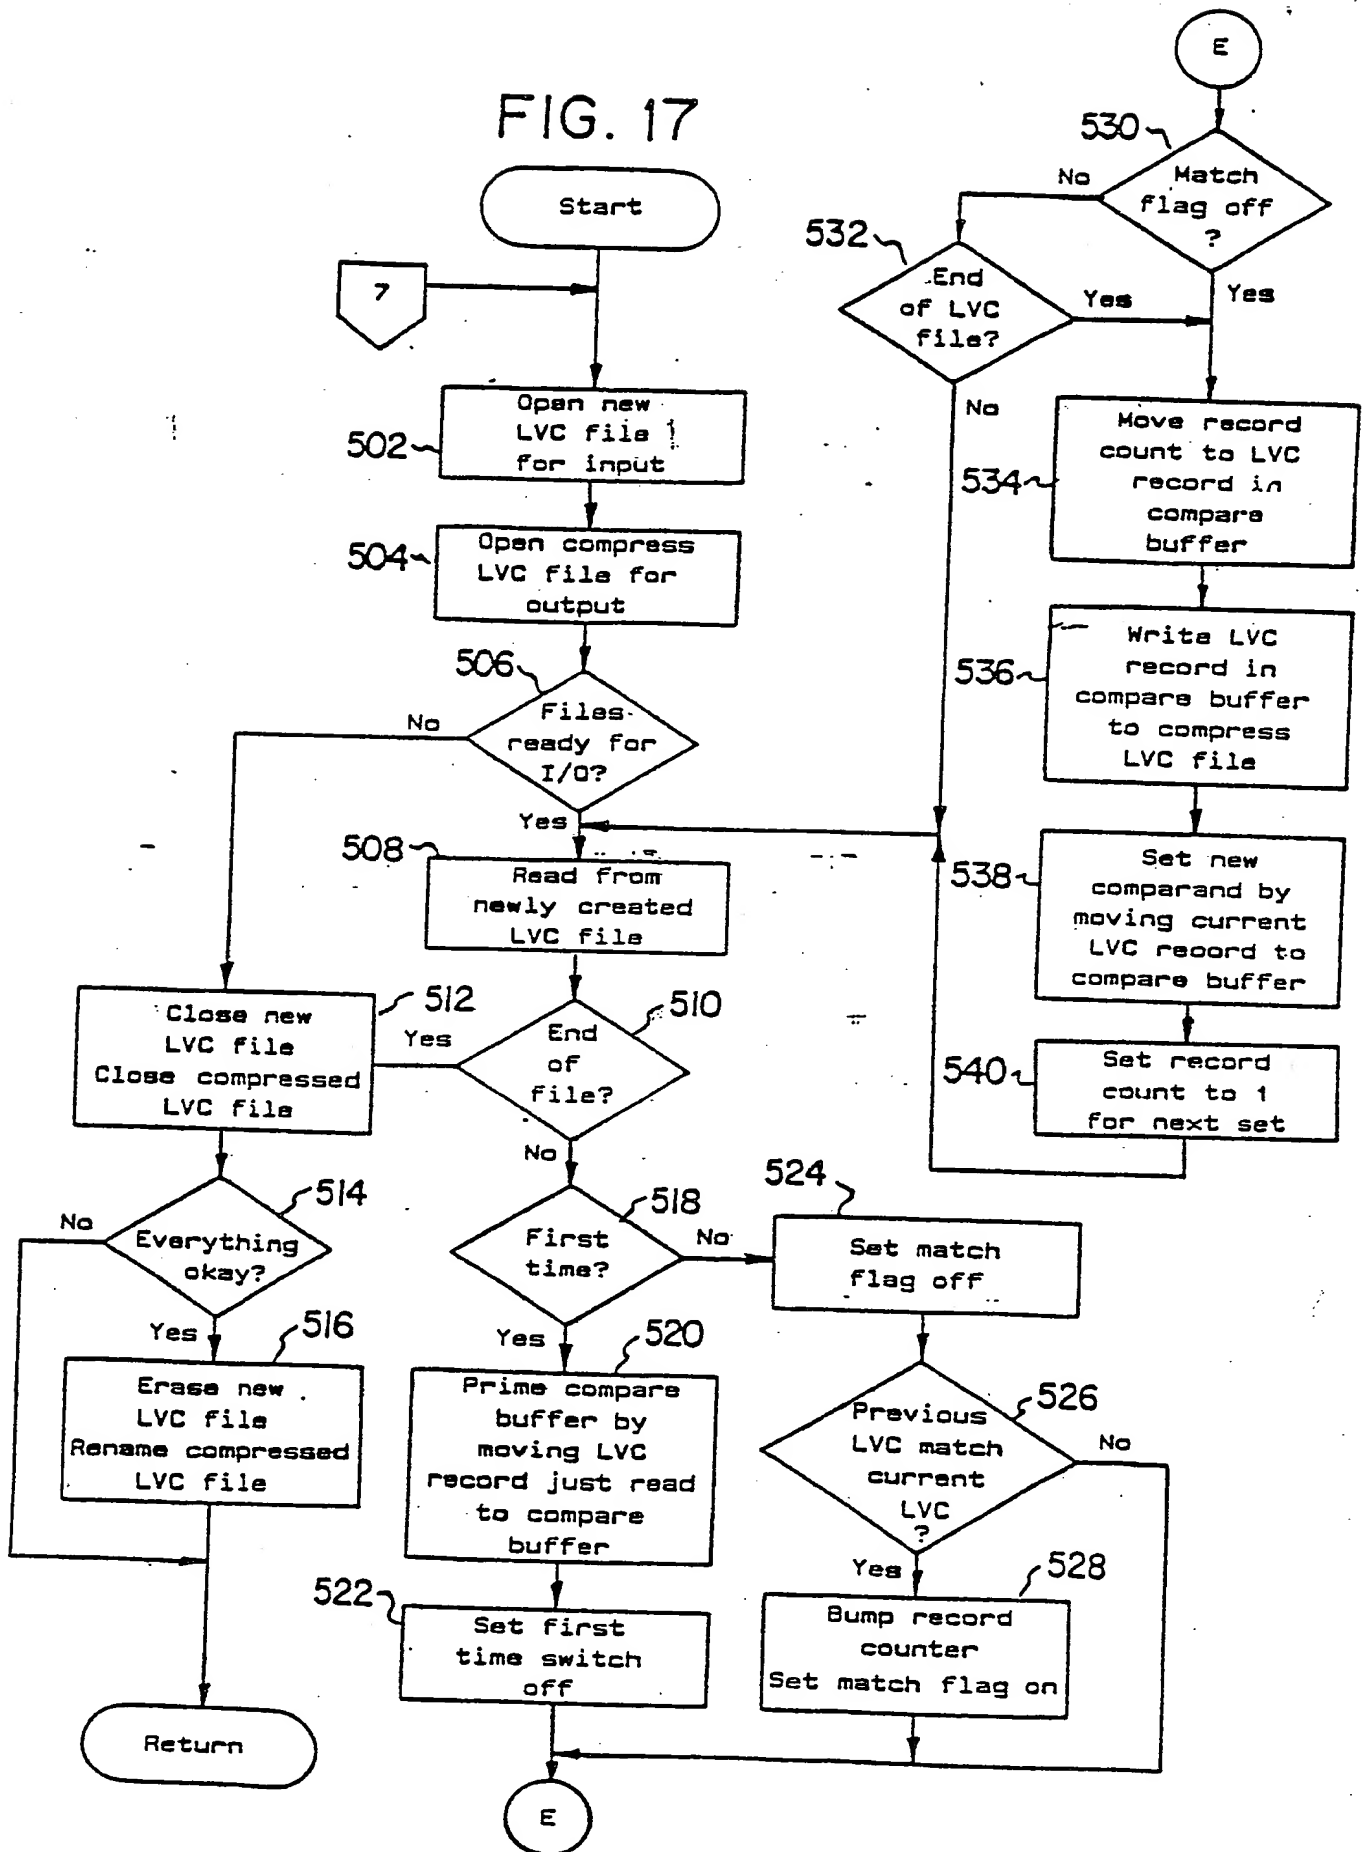 FIG. 17
Start
7
502
Open new
LVC file
for input
504
Open compress
LVC file for
output
506
Files
ready for
I/O?
No
Yes
508
Read from
newly created
LVC file
510
End
of
file?
Yes
No
512
Close new
LVC file
Close compressed
LVC file
514
Everything
okay?
No
Yes
516
Erase new
LVC file
Rename compressed
LVC file
Return
518
First
time?
No
Yes
520
Prime compare
buffer by
moving LVC
record just read
to compare
buffer
522
Set first
time switch
off
E
524
Set match
flag off
526
Previous
LVC match
current
LVC
?
No
Yes
528
Bump record
counter
Set match flag on
E
530
Match
flag off
?
No
Yes
532
End
of LVC
file?
Yes
No
534
Move record
count to LVC
record in
compare
buffer
536
Write LVC
record in
compare buffer
to compress
LVC file
538
Set new
comparand by
moving current
LVC record to
compare buffer
540
Set record
count to 1
for next set